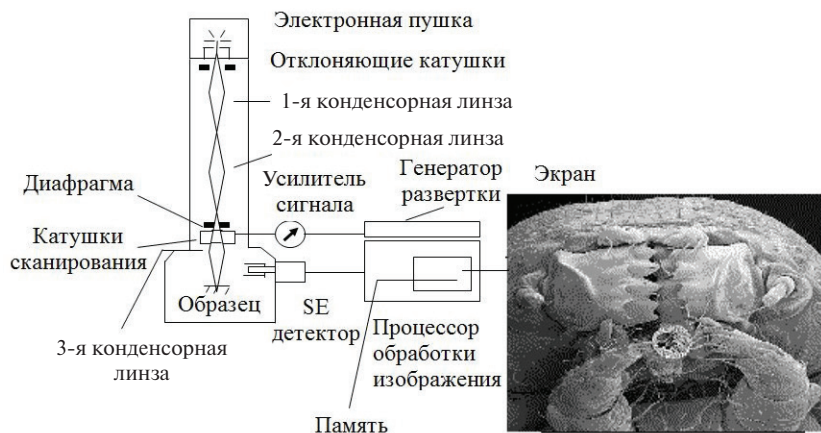 Электронная пушка
Отклоняющие катушки
1-я конденсорная линза
2-я конденсорная линза
Диафрагма
Усилитель
сигнала
Генератор
развертки
Экран
Катушки
сканирования
Образец
SE
детектор
3-я конденсорная
линза
Процессор
обработки
изображения
Память